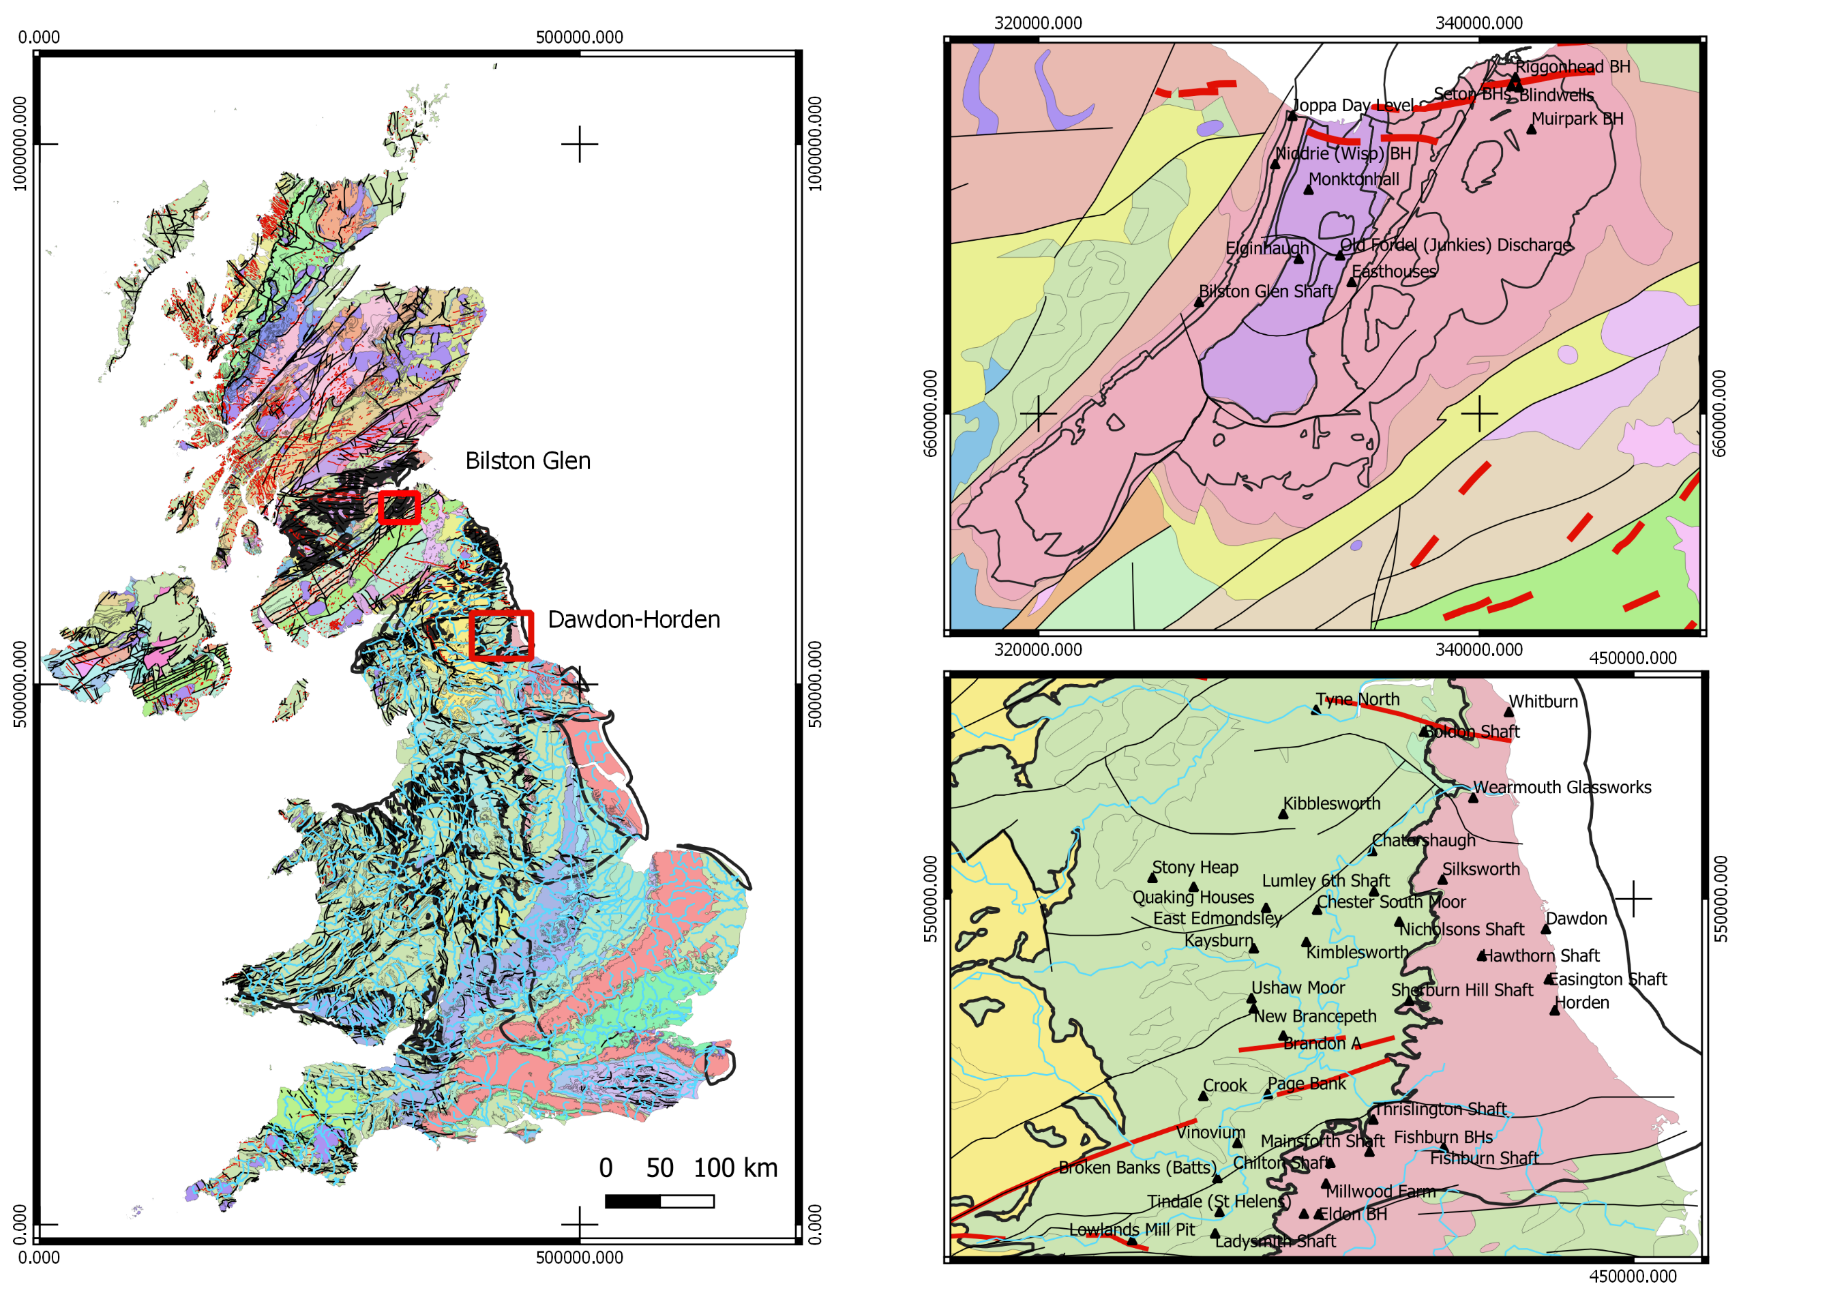 0.000
500000.000
1000000.000
1000000.000
Bilston Glen
Dawdon-Horden
500000.000
500000.000
0 50 100 km
0.000
0.000
0.000
500000.000
320000.000
340000.000
Riggonhead BH
Seton BHs
Blindwells
Joppa Day Level
Muirpark BH
Niddrie (Wisp) BH
Monktonhall
Elginhaugh
Old Fordel (Junkies) Discharge
Easthouses
Bilston Glen Shaft
660000.000
660000.000
320000.000
340000.000
450000.000
Tyne North
Whitburn
Boldon Shaft
Wearmouth Glassworks
Kibblesworth
Chatershaugh
Stony Heap
Silksworth
Lumley 6th Shaft
Quaking Houses
Chester South Moor
East Edmondsley
Dawdon
Nicholsons Shaft
Kaysburn
Kimblesworth
Hawthorn Shaft
Easington Shaft
Ushaw Moor
Sherburn Hill Shaft
Horden
New Brancepeth
Brandon A
Crook
Page Bank
Thrislington Shaft
Vinovium
Mainsforth Shaft
Fishburn BHs
Fishburn Shaft
Broken Banks (Batts)
Chilton Shaft
Millwood Farm
Tindale (St Helens)
Eldon BH
Lowlands Mill Pit
Ladysmith Shaft
550000.000
550000.000
450000.000